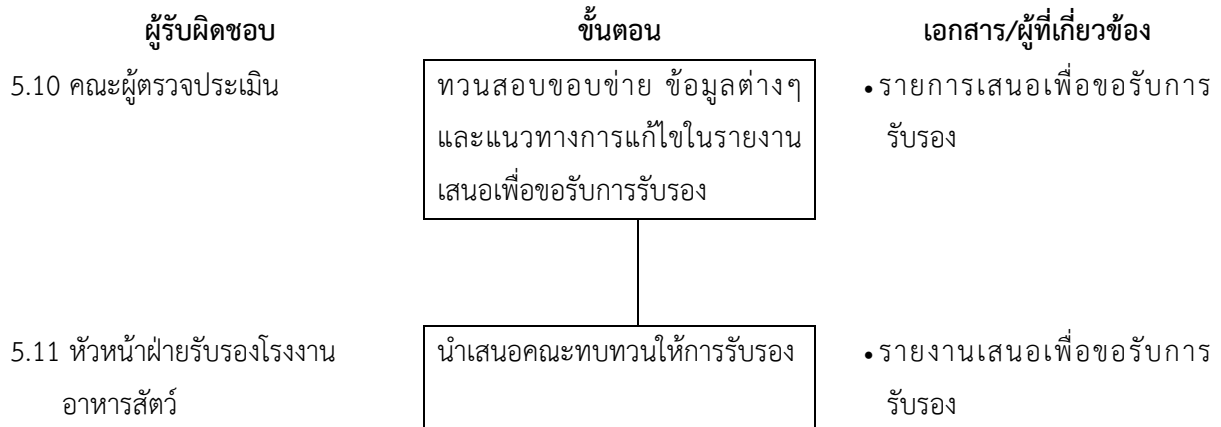 ผู้รับผิดชอบ ขั้นตอน เอกสาร/ผู้ที่เกี่ยวข้อง
5.10 คณะผู้ตรวจประเมิน
ทวนสอบขอบข่าย ข้อมูลต่างๆ
และแนวทางการแก้ไขในรายงาน
เสนอเพื่อขอรับการรับรอง
• รายการเสนอเพื่อขอรับการ
รับรอง
5.11 หัวหน้าฝ่ายรับรองโรงงาน
อาหารสัตว์
นำเสนอคณะทบทวนให้การรับรอง
• รายงานเสนอเพื่อขอรับการ
รับรอง